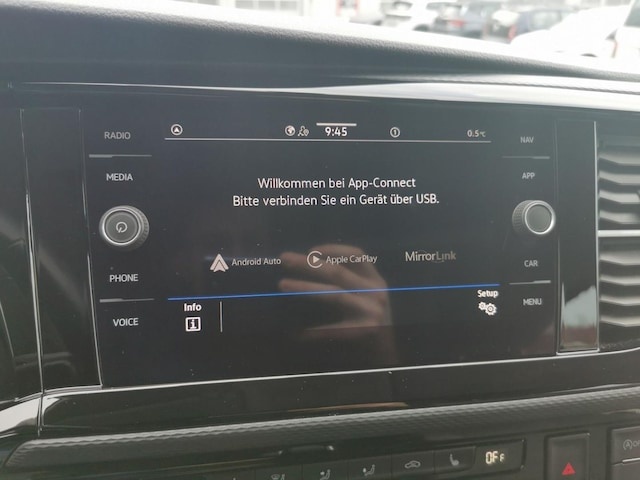 RADIO
9:45
0.5°C
NAV
MEDIA
Willkommen bei App-Connect
Bitte verbinden Sie ein Gerät über USB.
APP
PHONE
Android Auto
Apple CarPlay
MirrorLink
CAR
Info
Setup
VOICE
MENU
OFF